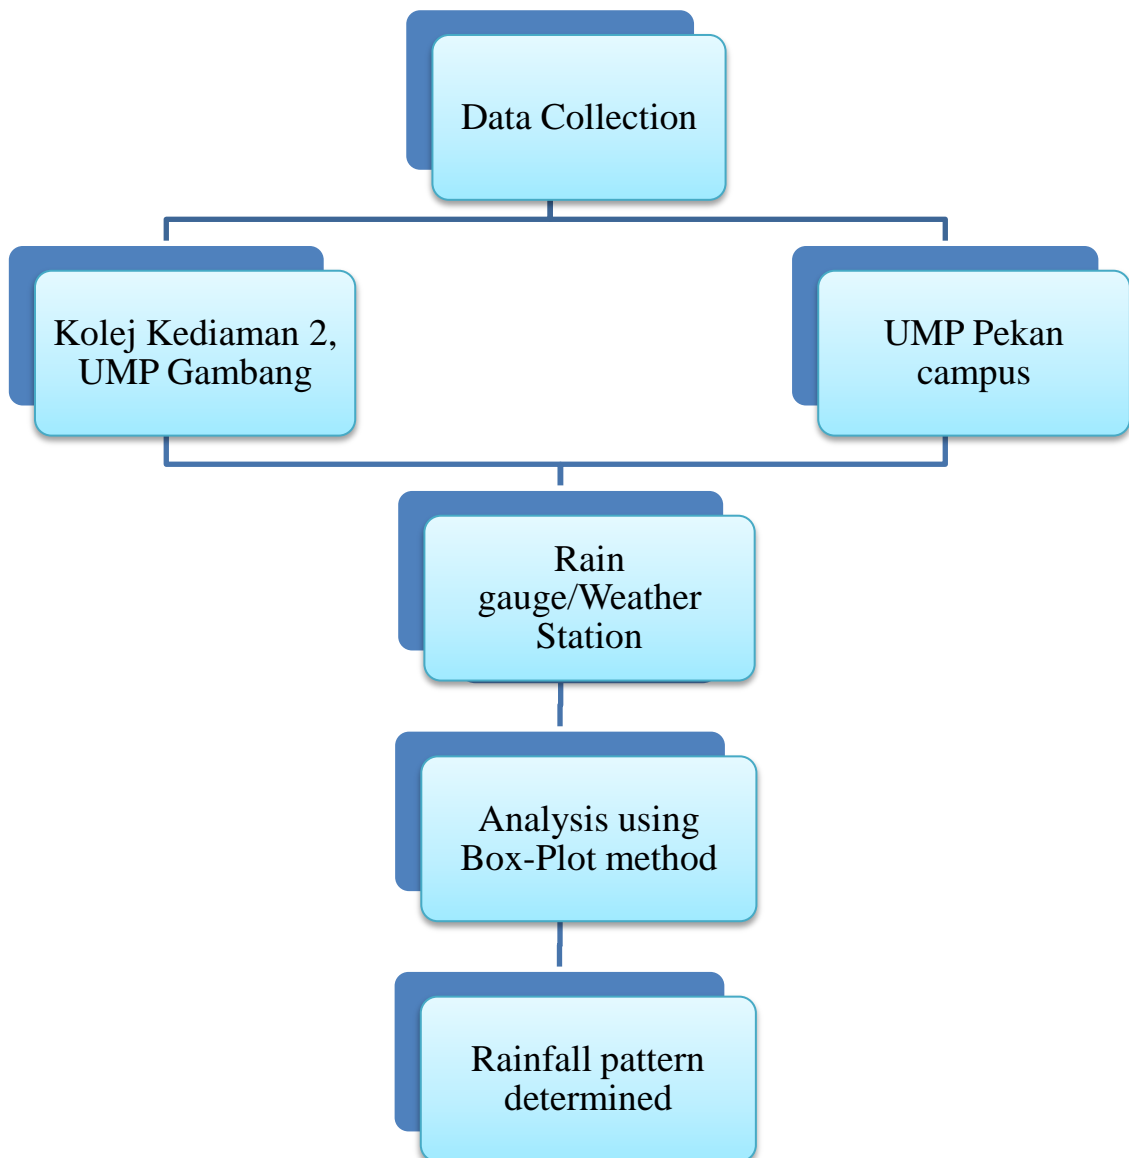 Data Collection
Kolej Kediaman 2,
UMP Gambang
UMP Pekan
campus
Rain
gauge/Weather
Station
Analysis using
Box-Plot method
Rainfall pattern
determined